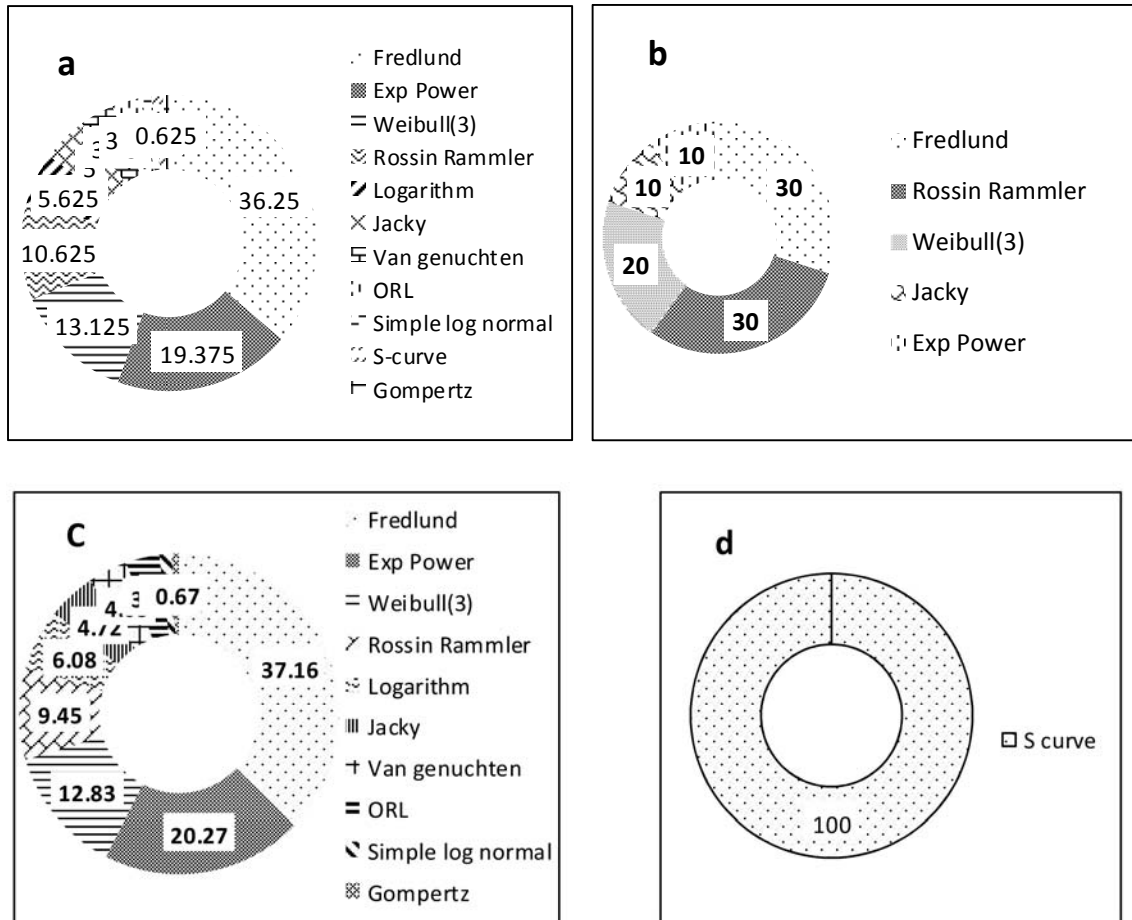 a
Fredlund
Exp Power
Weibull(3)
Rossin Rammler
Logarithm
Jacky
Van genuchten
ORL
Simple log normal
S-curve
Gompertz
0.625
3
5.625
36.25
10.625
13.125
19.375
b
Fredlund
Rossin Rammler
Weibull(3)
Jacky
Exp Power
10
10
30
20
30
C
Fredlund
Exp Power
Weibull(3)
Rossin Rammler
Logarithm
Jacky
Van genuchten
ORL
Simple log normal
Gompertz
0.67
4.72
6.08
37.16
9.45
12.83
20.27
d
S curve
100